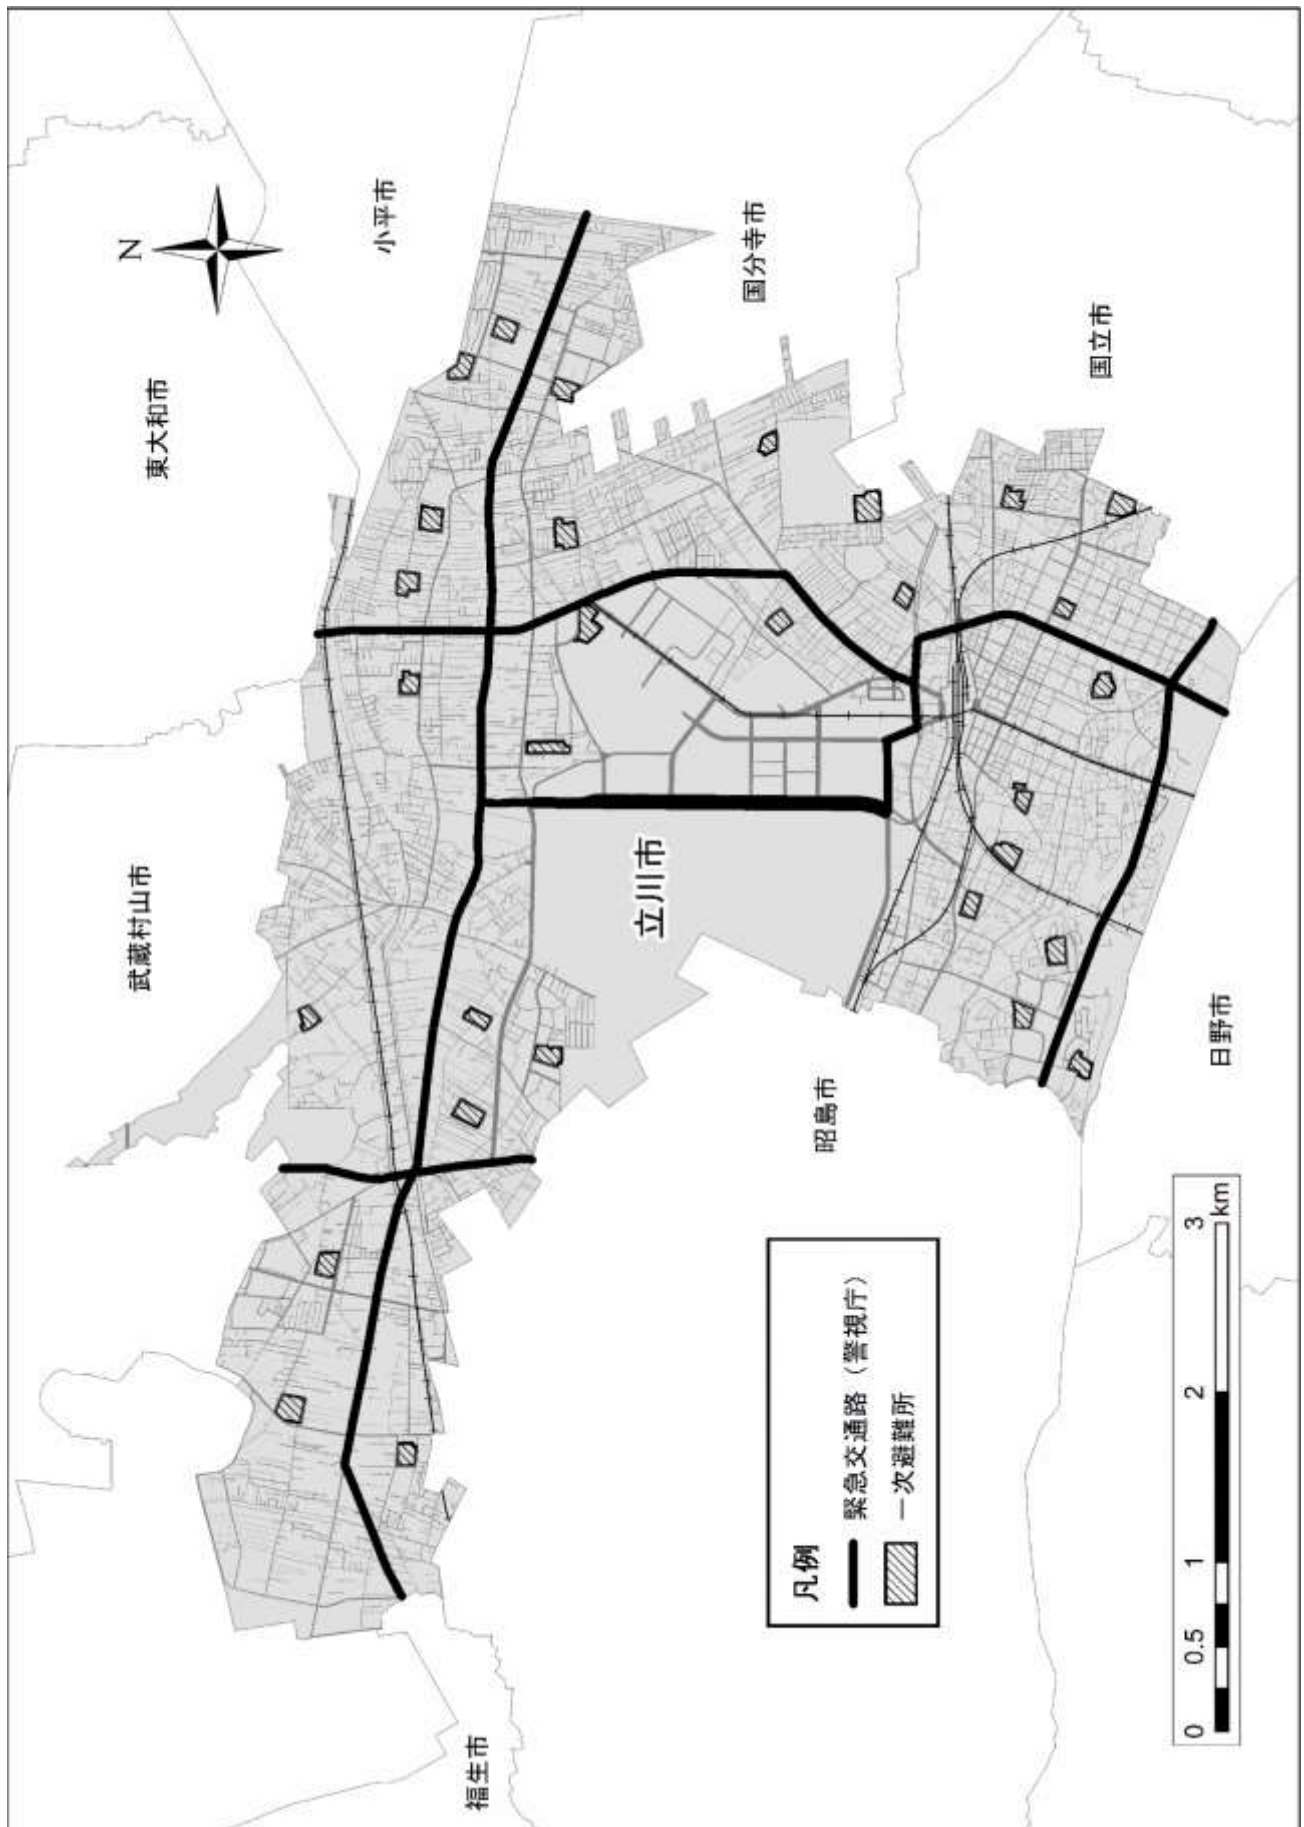 N
小平市
東大和市
国分寺市
国立市
武蔵村山市
立川市
昭島市
日野市
福生市
凡例
緊急交通路（警視庁）
一次避難所
0 0.5 1 2 3
km